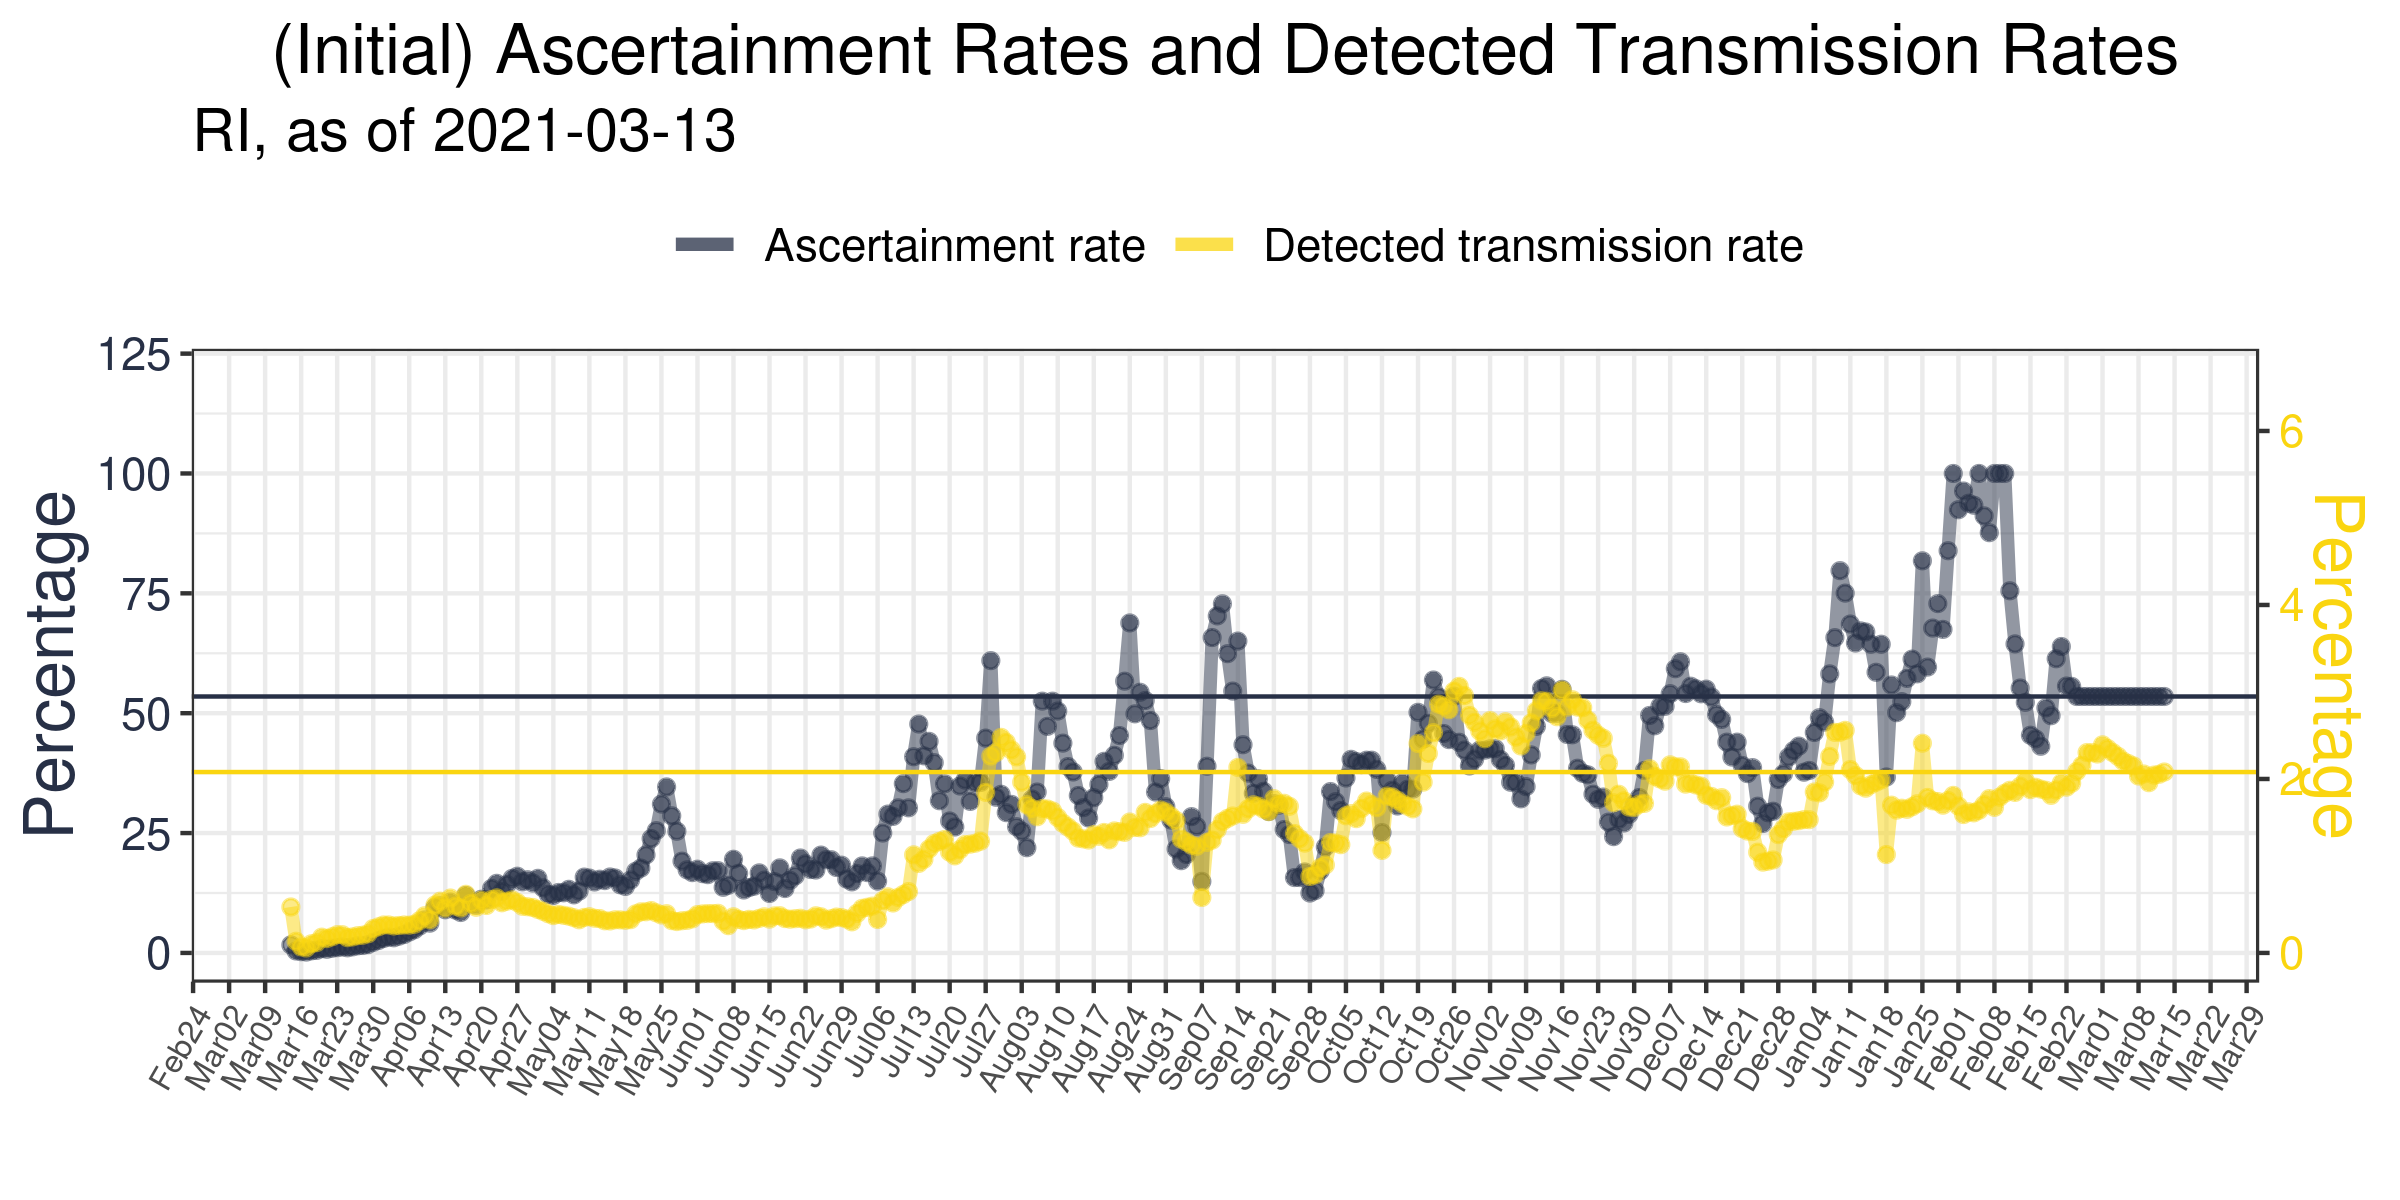 (Initial) Ascertainment Rates and Detected Transmission Rates
RI, as of 2021-03-13
Ascertainment rate
Detected transmission rate
125
100
75
50
25
0
Percentage
6
4
2
0
Percentage
Feb24
Mar02
Mar09
Mar16
Mar23
Mar30
Apr06
Apr13
Apr20
Apr27
May04
May11
May18
May25
Jun01
Jun08
Jun15
Jun22
Jun29
Jul06
Jul13
Jul20
Jul27
Aug03
Aug10
Aug17
Aug24
Aug31
Sep07
Sep14
Sep21
Sep28
Oct05
Oct12
Oct19
Oct26
Nov02
Nov09
Nov16
Nov23
Nov30
Dec07
Dec14
Dec21
Dec28
Jan04
Jan11
Jan18
Jan25
Feb01
Feb08
Feb15
Feb22
Mar01
Mar08
Mar15
Mar22
Mar29